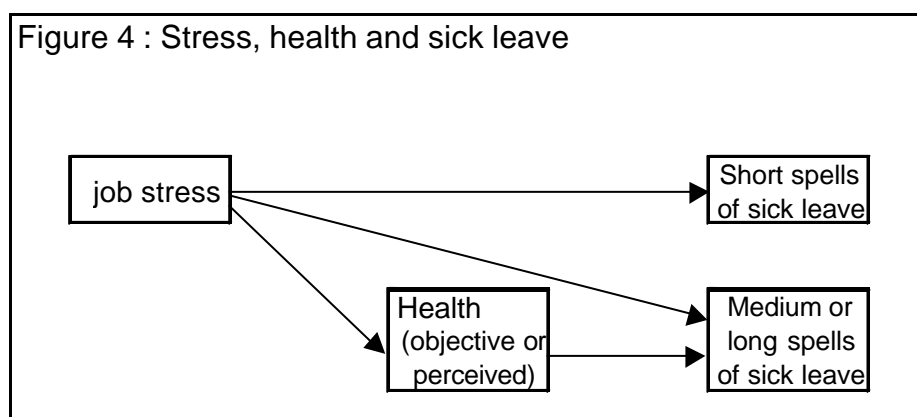 Figure 4 : Stress, health and sick leave
job stress
Short spells
of sick leave
Health
(objective or
perceived)
Medium or
long spells
of sick leave